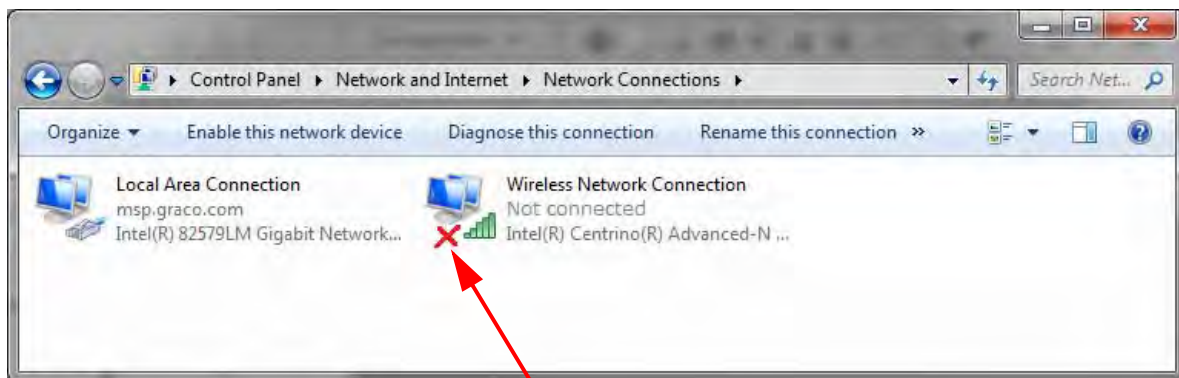 Control Panel ▸ Network and Internet ▸ Network Connections ▸ Search Net...
Organize Enable this network device Diagnose this connection Rename this connection »
Local Area Connection
msp.graco.com
Intel(R) 82579LM Gigabit Network...
Wireless Network Connection
Not connected
Intel(R) Centrino(R) Advanced-N ...